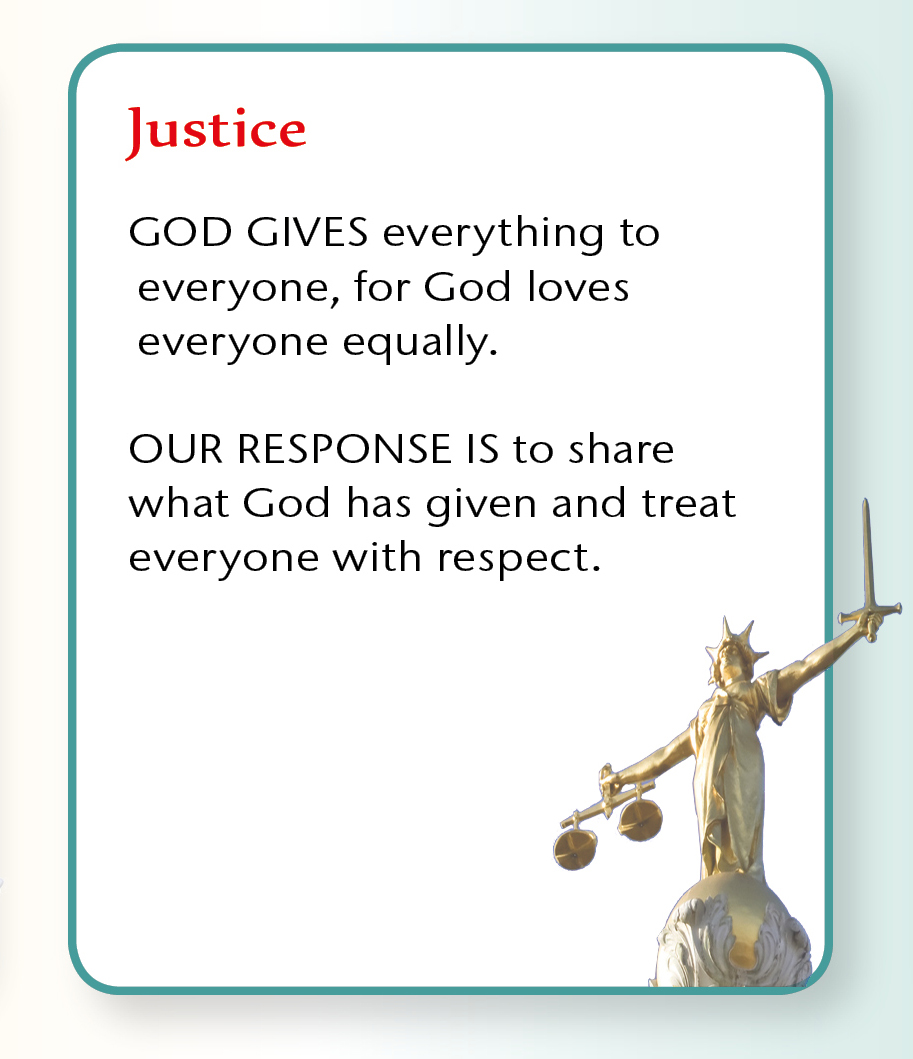 Justice
GOD GIVES everything to
everyone, for God loves
everyone equally.
OUR RESPONSE IS to share
what God has given and treat
everyone with respect.